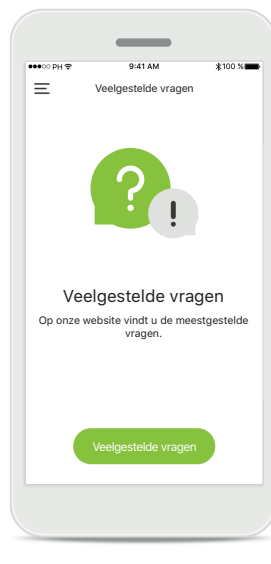 PH 9:41 AM 100 %
Veelgestelde vragen
?
!
Veelgestelde vragen
Op onze website vindt u de meestgestelde
vragen.
Veelgestelde vragen